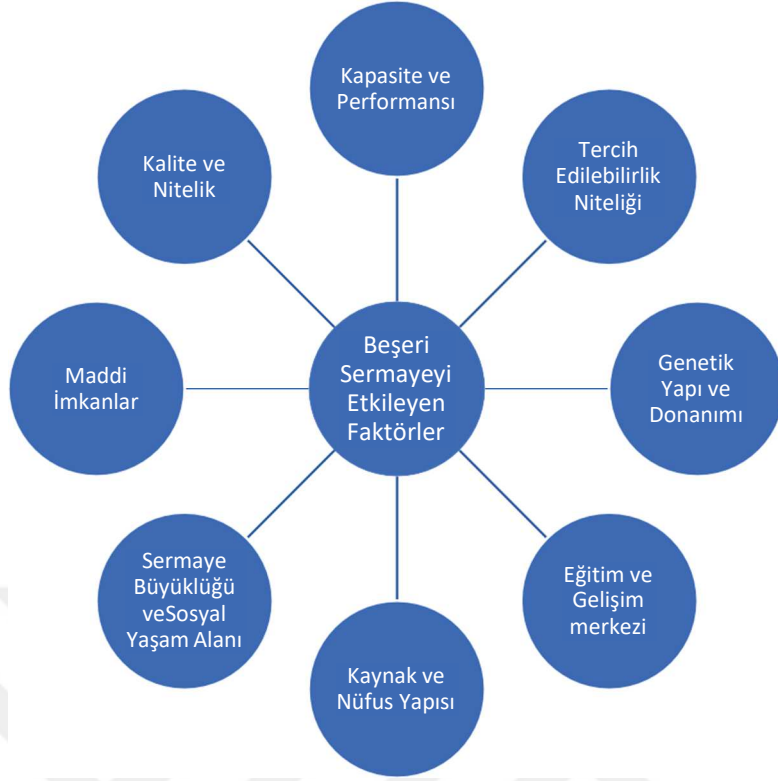 Kapasite ve
Performansı
Tercih
Edilebilirlik
Niteliği
Genetik
Yapı ve
Donanımı
Eğitim ve
Gelişim
merkezi
Kaynak ve
Nüfus Yapısı
Sermaye
Büyüklüğü
veSosyal
Yaşam Alanı
Maddi
İmkanlar
Kalite ve
Nitelik
Beşeri
Sermayeyi
Etkileyen
Faktörler